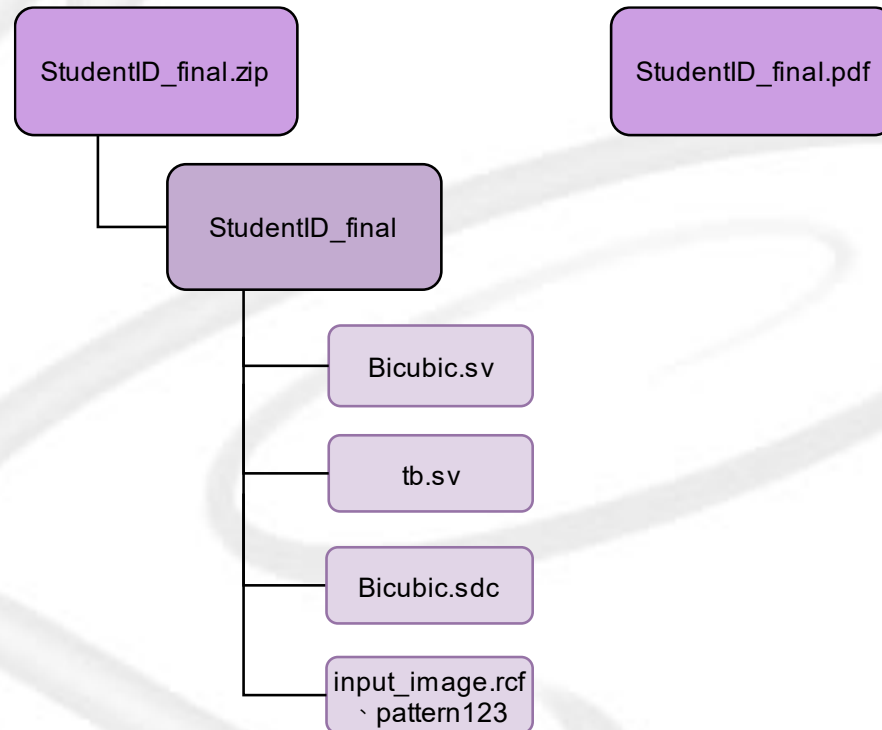 StudentID_final.zip
StudentID_final.pdf
StudentID_final
Bicubic.sv
tb.sv
Bicubic.sdc
input_image.rcf
、pattern123